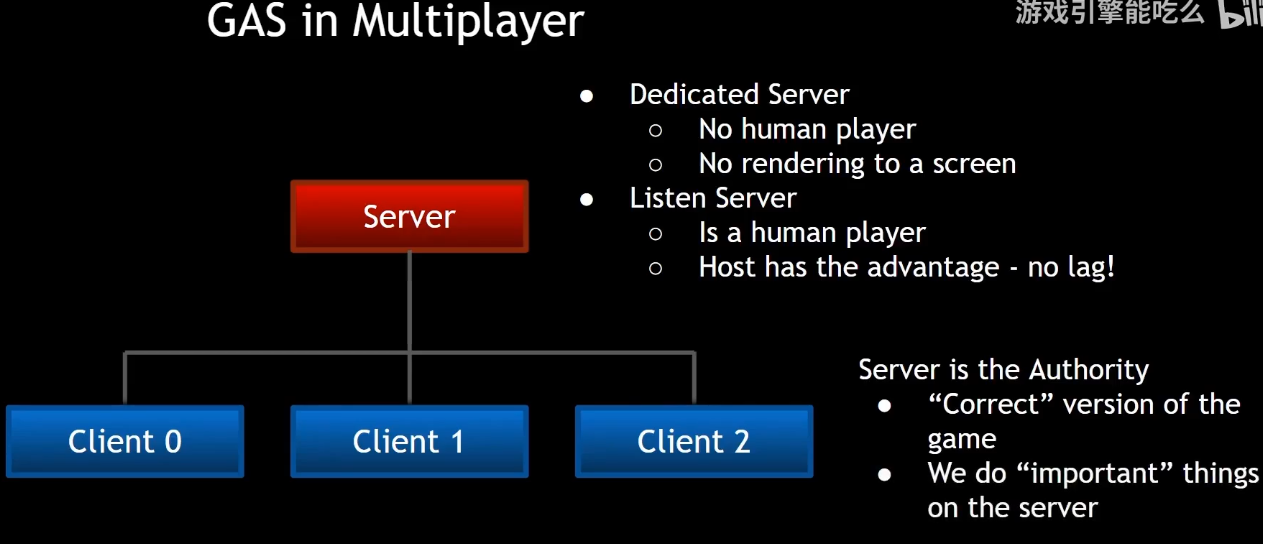 GAS in Multiplayer
游戏引擎能吃么
● Dedicated Server
○ No human player
○ No rendering to a screen
● Listen Server
○ Is a human player
○ Host has the advantage - no lag!
Server
Client 0
Client 1
Client 2
Server is the Authority
● “Correct” version of the
game
● We do “important” things
on the server